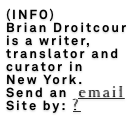 (INFO)
Brian Droitcour
is a writer,
translator and
curator in
New York.
Send an email
Site by: ?